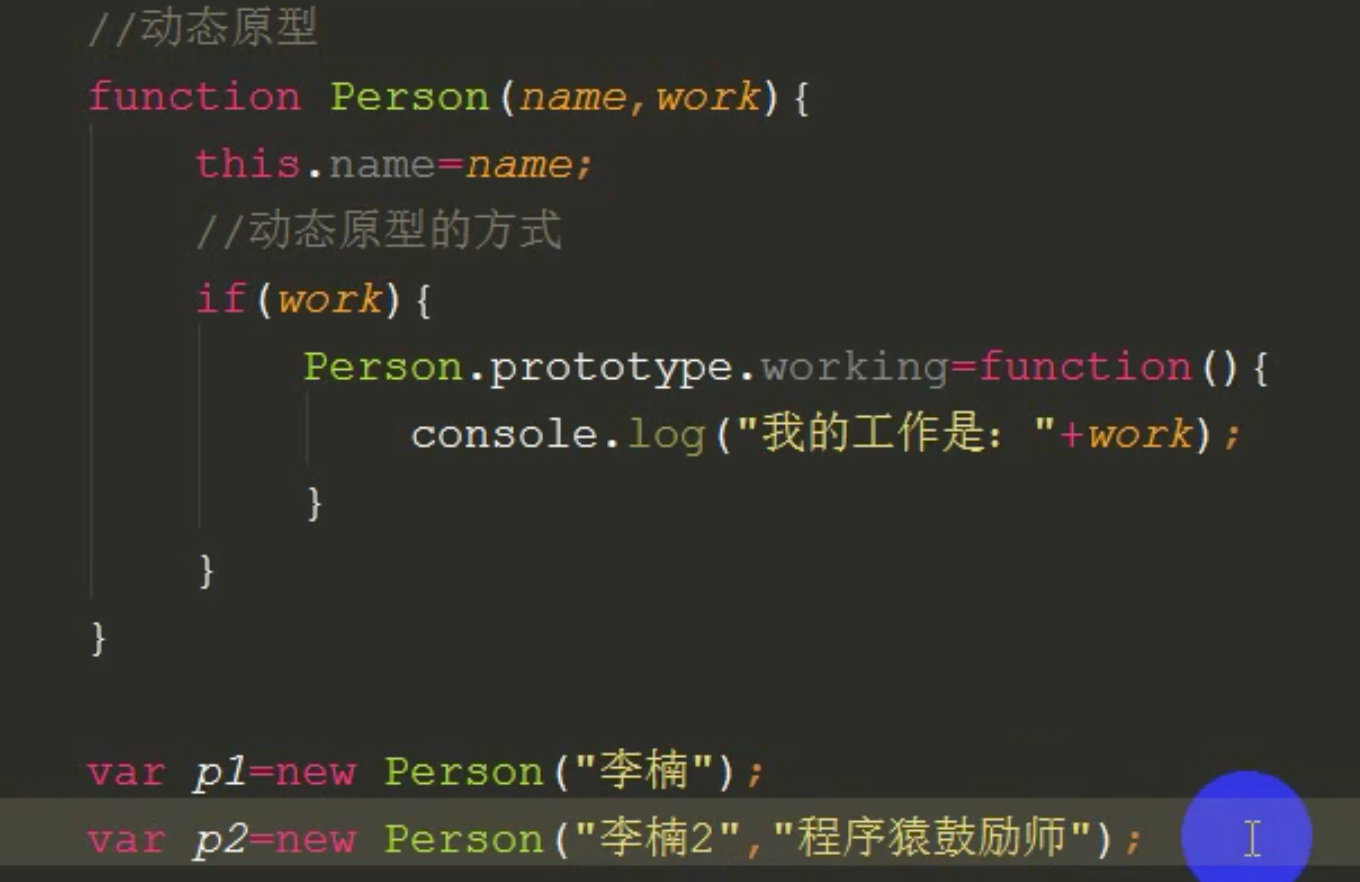 //动态原型
function Person(name,work){
this.name=name;
//动态原型的方式
if(work){
Person.prototype.working=function(){
console.log("我的工作是："+work);
}
}
}
var p1=new Person("李楠");
var p2=new Person("李楠2","程序猿鼓励师");